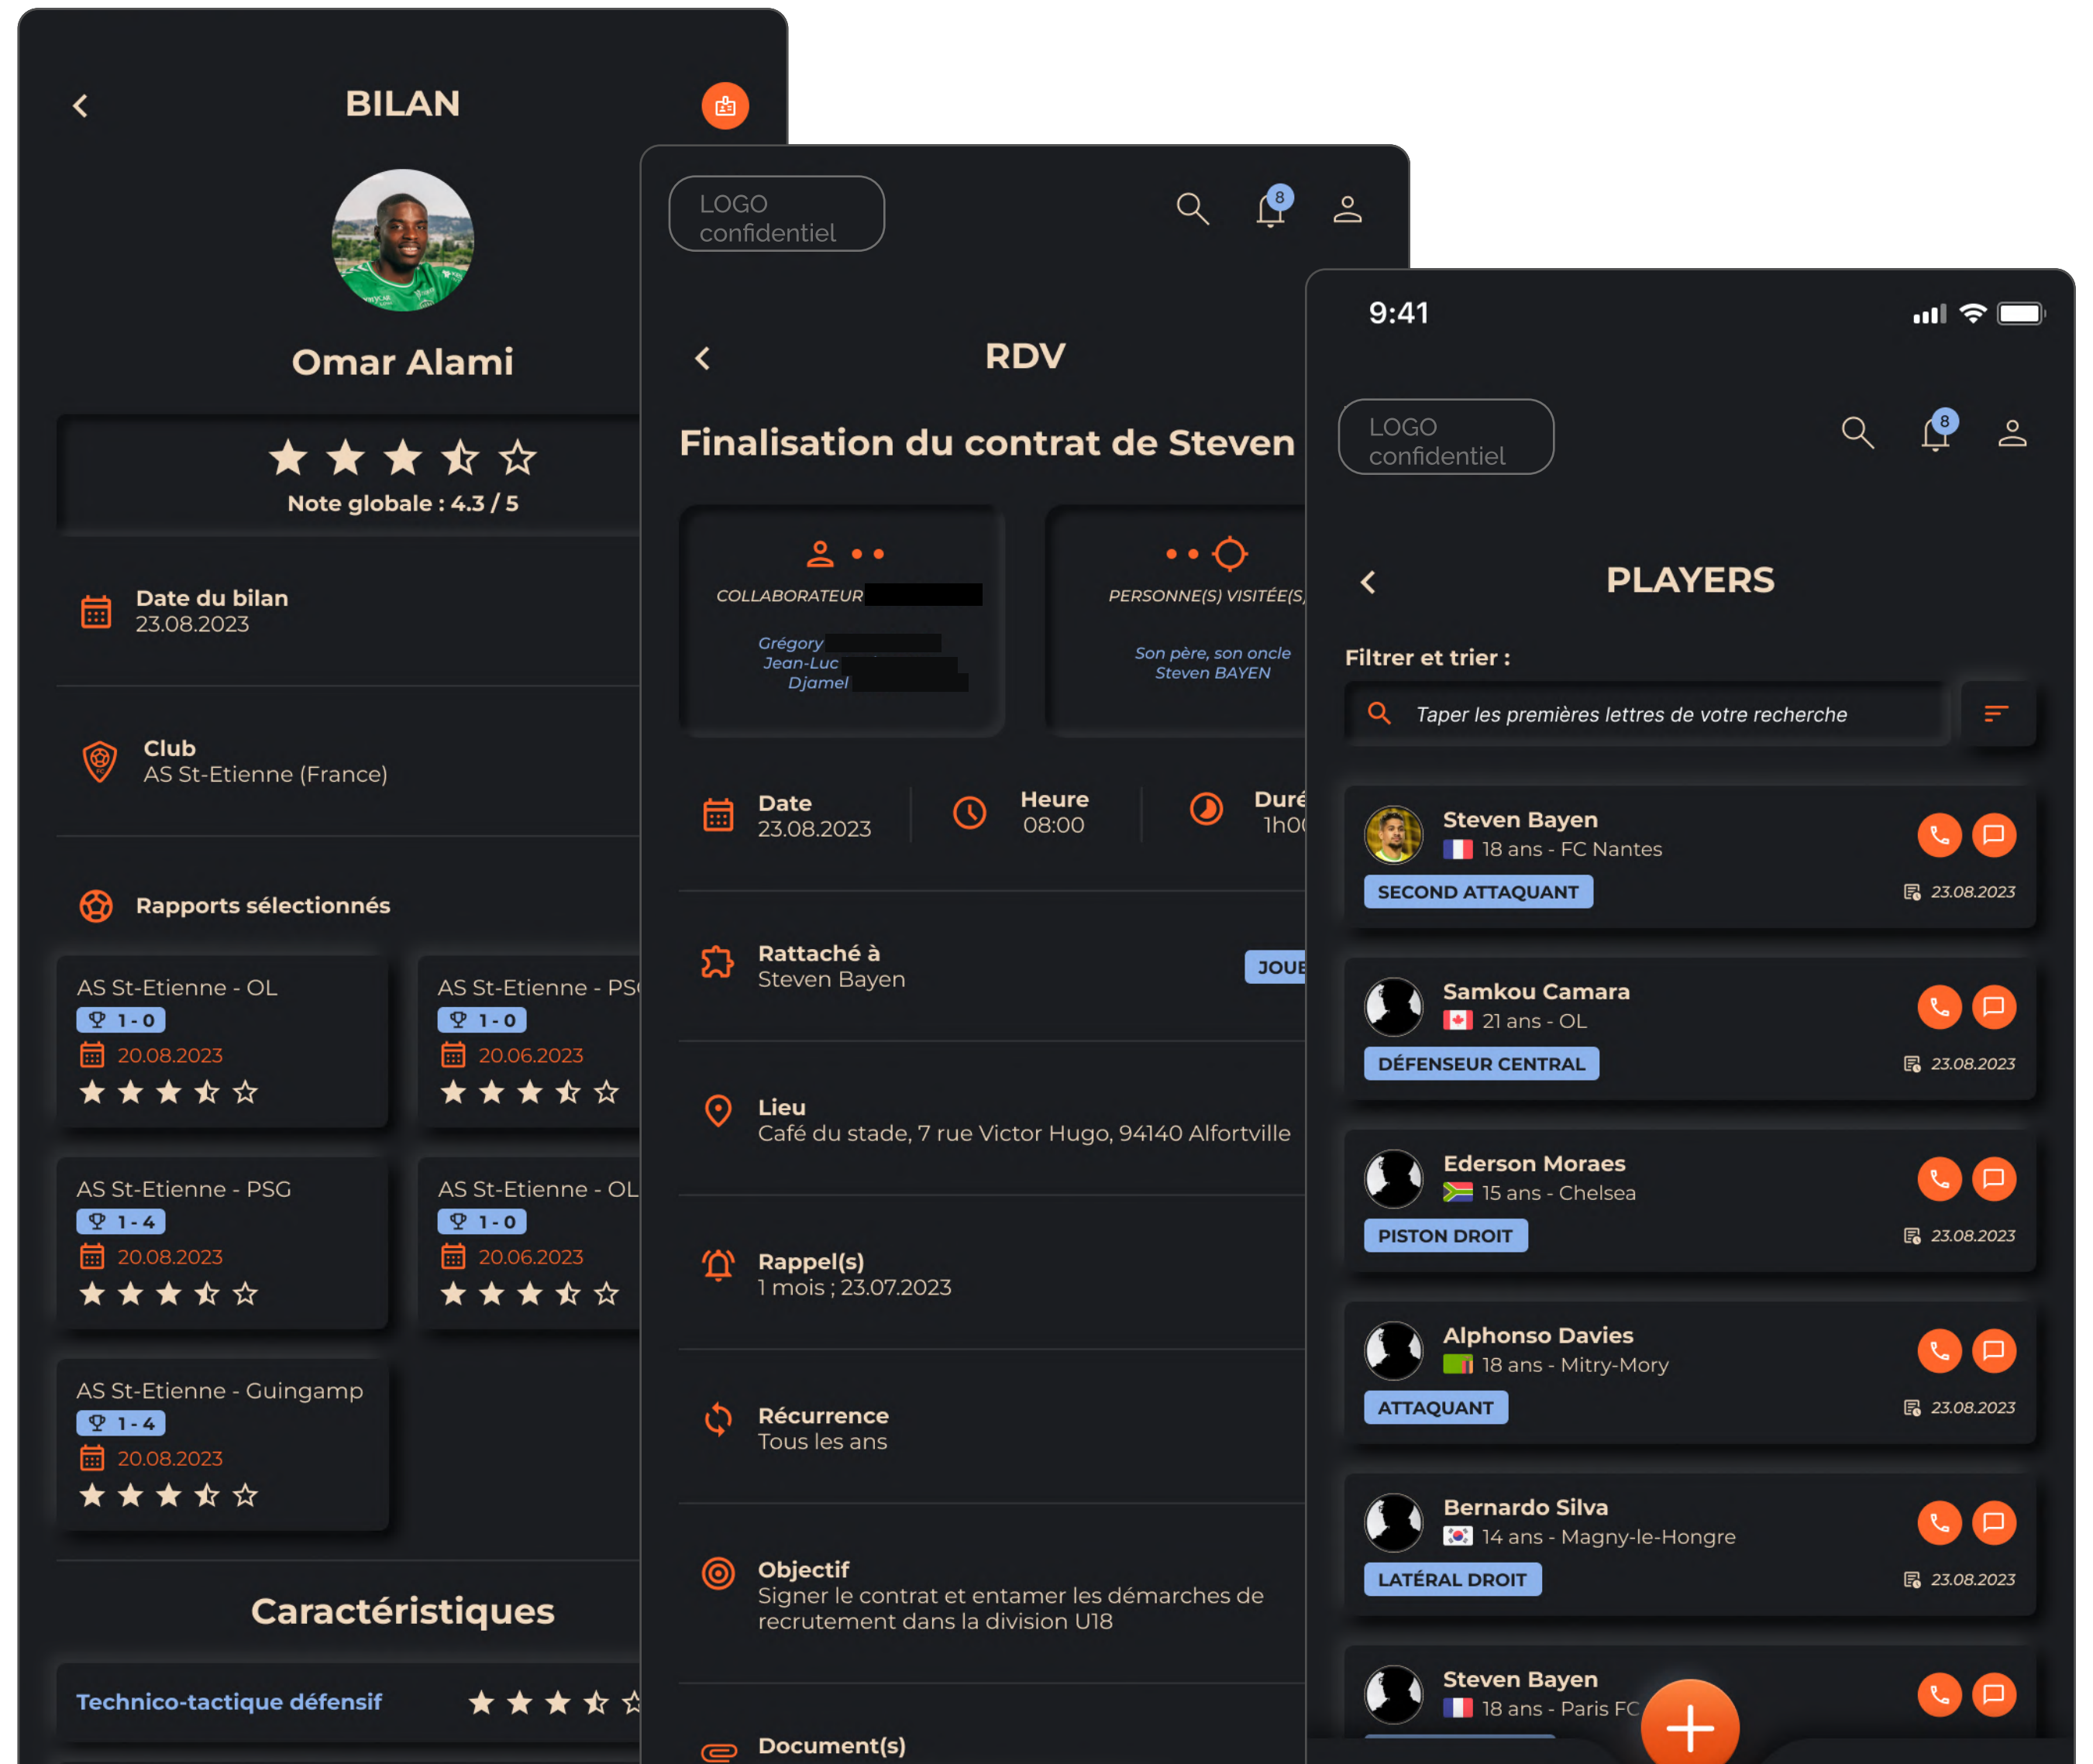 BILAN
Omar Alami
Note globale : 4.3 / 5
Date du bilan
23.08.2023
Club
AS St-Etienne (France)
Rapports sélectionnés
AS St-Etienne - OL
1 - 0
20.08.2023
AS St-Etienne - PS
1 - 0
20.06.2023
AS St-Etienne - PSG
1 - 4
20.08.2023
AS St-Etienne - OL
1 - 0
20.06.2023
AS St-Etienne - Guingamp
1 - 4
20.08.2023
Caractéristiques
Technico-tactique défensif
LOGO
confidentiel
8
RDV
Finalisation du contrat de Steven
COLLABORATEUR
Grégory
Jean-Luc
Djamel
PERSONNE(S) VISITÉE(S)
Son père, son oncle
Steven BAYEN
Date
23.08.2023
Heure
08:00
Duré
1h00
Rattaché à
Steven Bayen
JOUE
Lieu
Café du stade, 7 rue Victor Hugo, 94140 Alfortville
Rappel(s)
1 mois ; 23.07.2023
Récurrence
Tous les ans
Objectif
Signer le contrat et entamer les démarches de
recrutement dans la division U18
Document(s)
9:41
LOGO
confidentiel
8
PLAYERS
Filtrer et trier :
Taper les premières lettres de votre recherche
Steven Bayen
18 ans - FC Nantes
SECOND ATTAQUANT
23.08.2023
Samkou Camara
21 ans - OL
DÉFENSEUR CENTRAL
23.08.2023
Ederson Moraes
15 ans - Chelsea
PISTON DROIT
23.08.2023
Alphonso Davies
18 ans - Mitry-Mory
ATTAQUANT
23.08.2023
Bernardo Silva
14 ans - Magny-le-Hongre
LATÉRAL DROIT
23.08.2023
Steven Bayen
18 ans - Paris FC